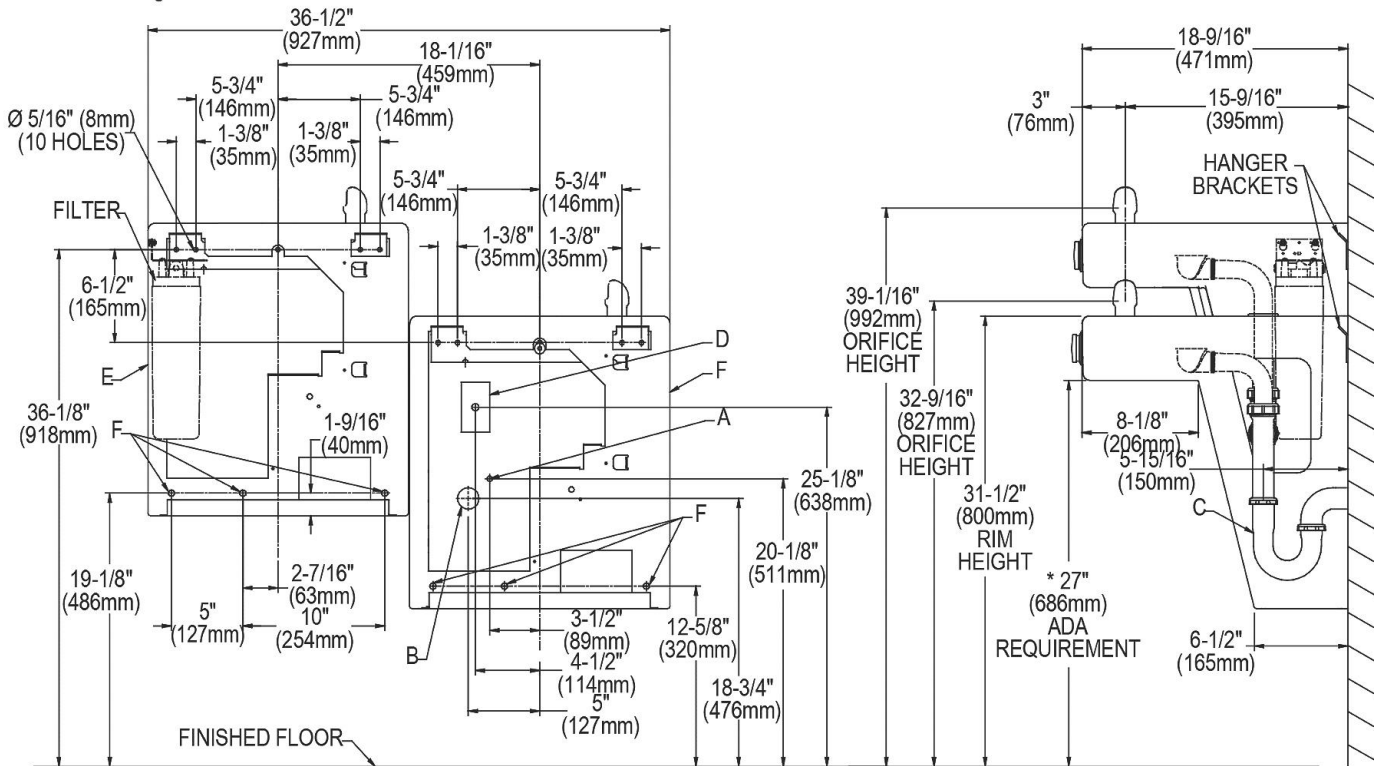 36-1/2"
(927mm)
18-1/16"
(459mm)
5-3/4"
(146mm)
5-3/4"
(146mm)
Ø 5/16" (8mm)
(10 HOLES)
1-3/8"
(35mm)
1-3/8"
(35mm)
5-3/4"
(146mm)
5-3/4"
(146mm)
FILTER
1-3/8"
(35mm)
1-3/8"
(35mm)
6-1/2"
(165mm)
D
E
F
A
36-1/8"
(918mm)
F
1-9/16"
(40mm)
25-1/8"
(638mm)
F
20-1/8"
(511mm)
19-1/8"
(486mm)
2-7/16"
(63mm)
5"
(127mm)
10"
(254mm)
3-1/2"
(89mm)
12-5/8"
(320mm)
B
4-1/2"
(114mm)
18-3/4"
(476mm)
5"
(127mm)
FINISHED FLOOR
18-9/16"
(471mm)
3"
(76mm)
15-9/16"
(395mm)
HANGER
BRACKETS
39-1/16"
(992mm)
ORIFICE
HEIGHT
32-9/16"
(827mm)
ORIFICE
HEIGHT
8-1/8"
(206mm)
5-15/16"
(150mm)
31-1/2"
(800mm)
RIM
HEIGHT
C
* 27"
(686mm)
ADA
REQUIREMENT
6-1/2"
(165mm)